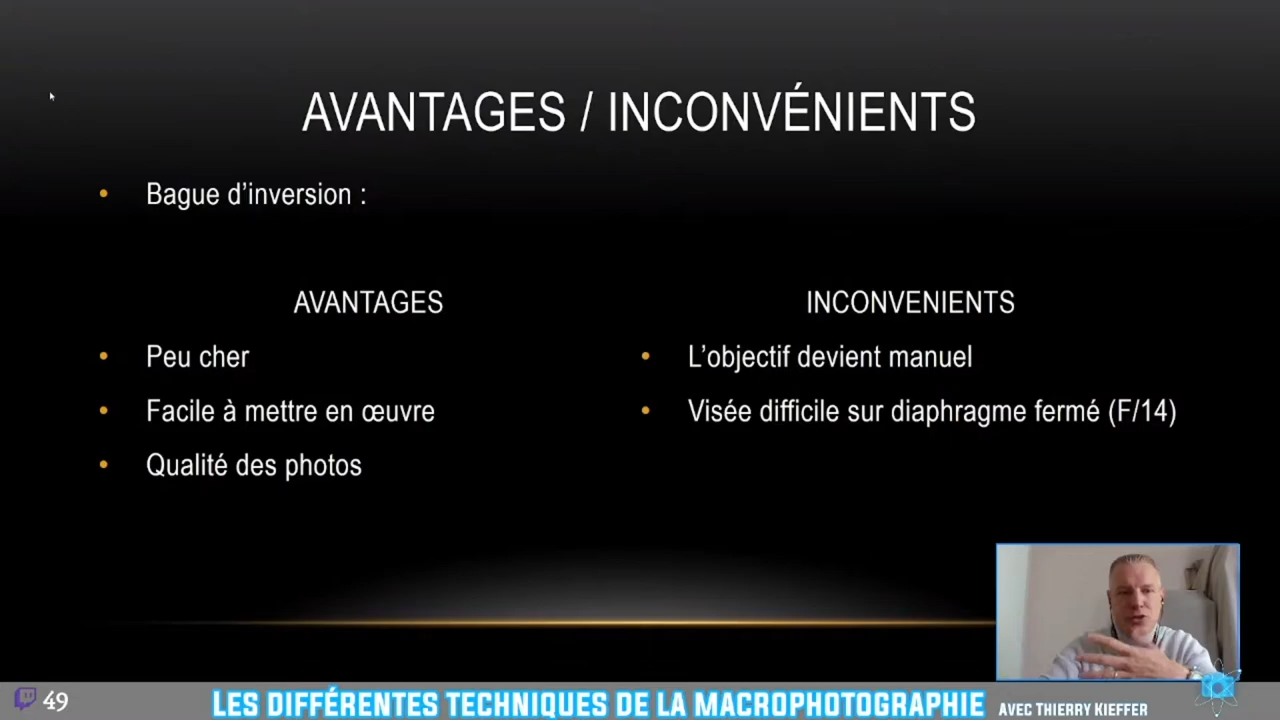 AVANTAGES / INCONVÉNIENTS
Bague d’inversion :
AVANTAGES
Peu cher
Facile à mettre en œuvre
Qualité des photos
INCONVENIENTS
L’objectif devient manuel
Visée difficile sur diaphragme fermé (F/14)
49
LES DIFFÉRENTES TECHNIQUES DE LA MACROPHOTOGRAPHIE AVEC THIERRY KIEFFER